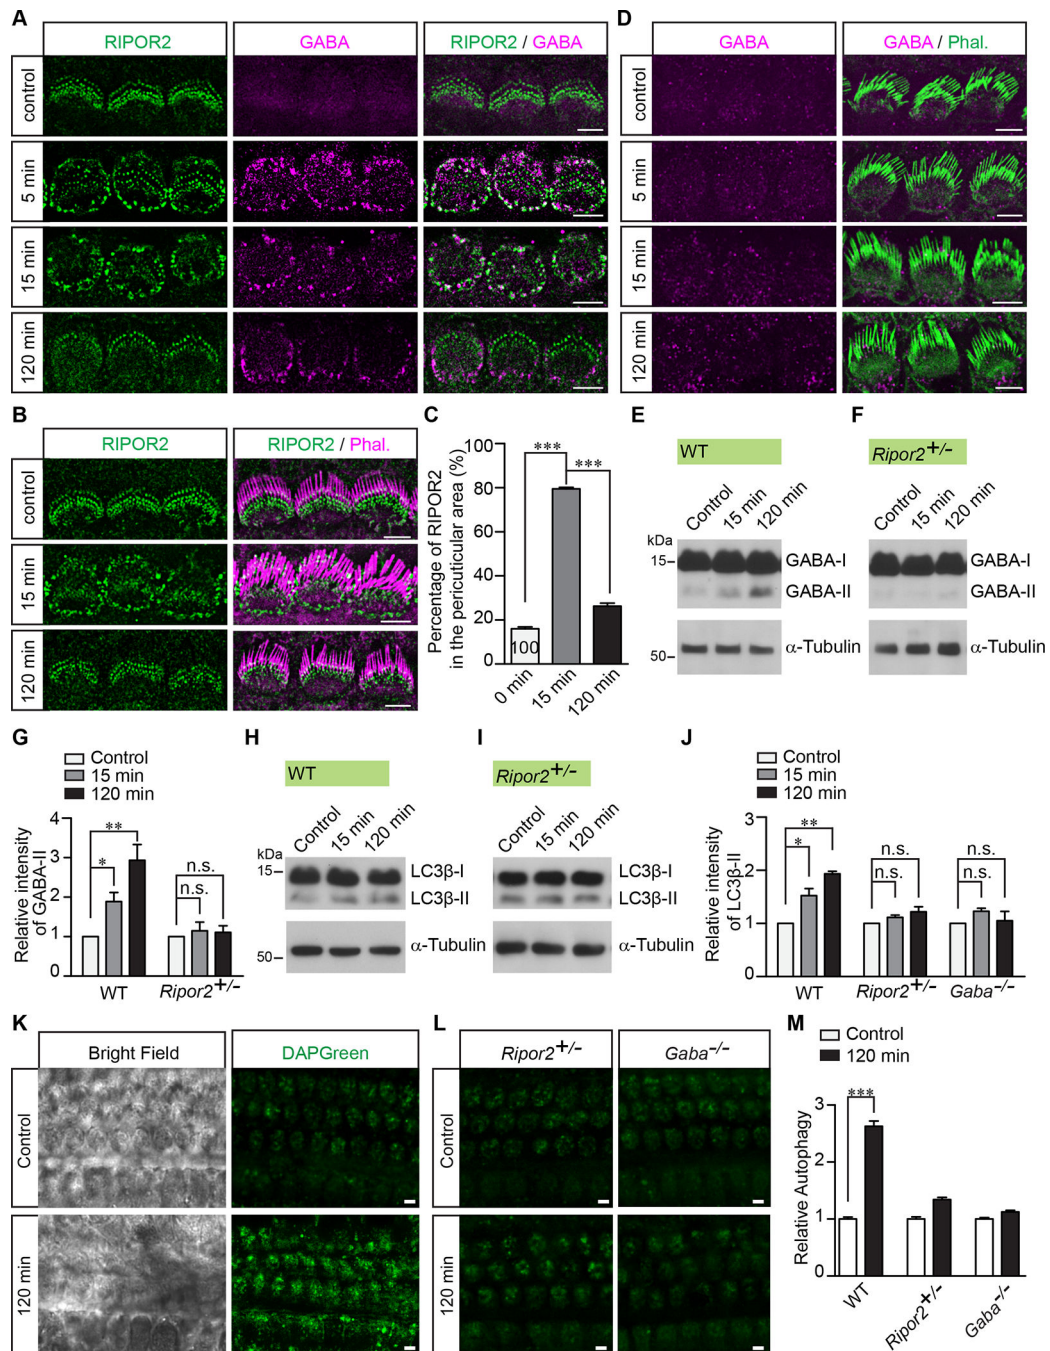 A
RIPOR2
GABA
RIPOR2 / GABA
control
5 min
15 min
120 min
D
GABA
GABA / Phal.
control
5 min
15 min
120 min
B
RIPOR2
RIPOR2 / Phal.
control
15 min
120 min
C
Percentage of RIPOR2
in the pericuticular area (%)
100
80
60
40
20
0
***
***
100
0 min
15 min
120 min
E
WT
Control
15 min
120 min
kDa
15
GABA-I
GABA-II
50
α-Tubulin
F
Ripor2+/-
Control
15 min
120 min
GABA-I
GABA-II
α-Tubulin
G
Control
15 min
120 min
Relative intensity
of GABA-II
4
3
2
1
0
**
*
n.s.
n.s.
WT
Ripor2+/-
H
WT
Control
15 min
120 min
kDa
15
LC3β-I
LC3β-II
50
α-Tubulin
I
Ripor2+/-
Control
15 min
120 min
LC3β-I
LC3β-II
α-Tubulin
J
Control
15 min
120 min
Relative intensity
of LC3β-II
3
2
1
0
**
*
n.s.
n.s.
n.s.
n.s.
WT
Ripor2+/-
Gaba-/-
K
Bright Field
DAPGreen
Control
120 min
L
Ripor2+/-
Gaba-/-
Control
120 min
M
Control
120 min
Relative Autophagy
3
2
1
0
***
WT
Ripor2+/-
Gaba-/-